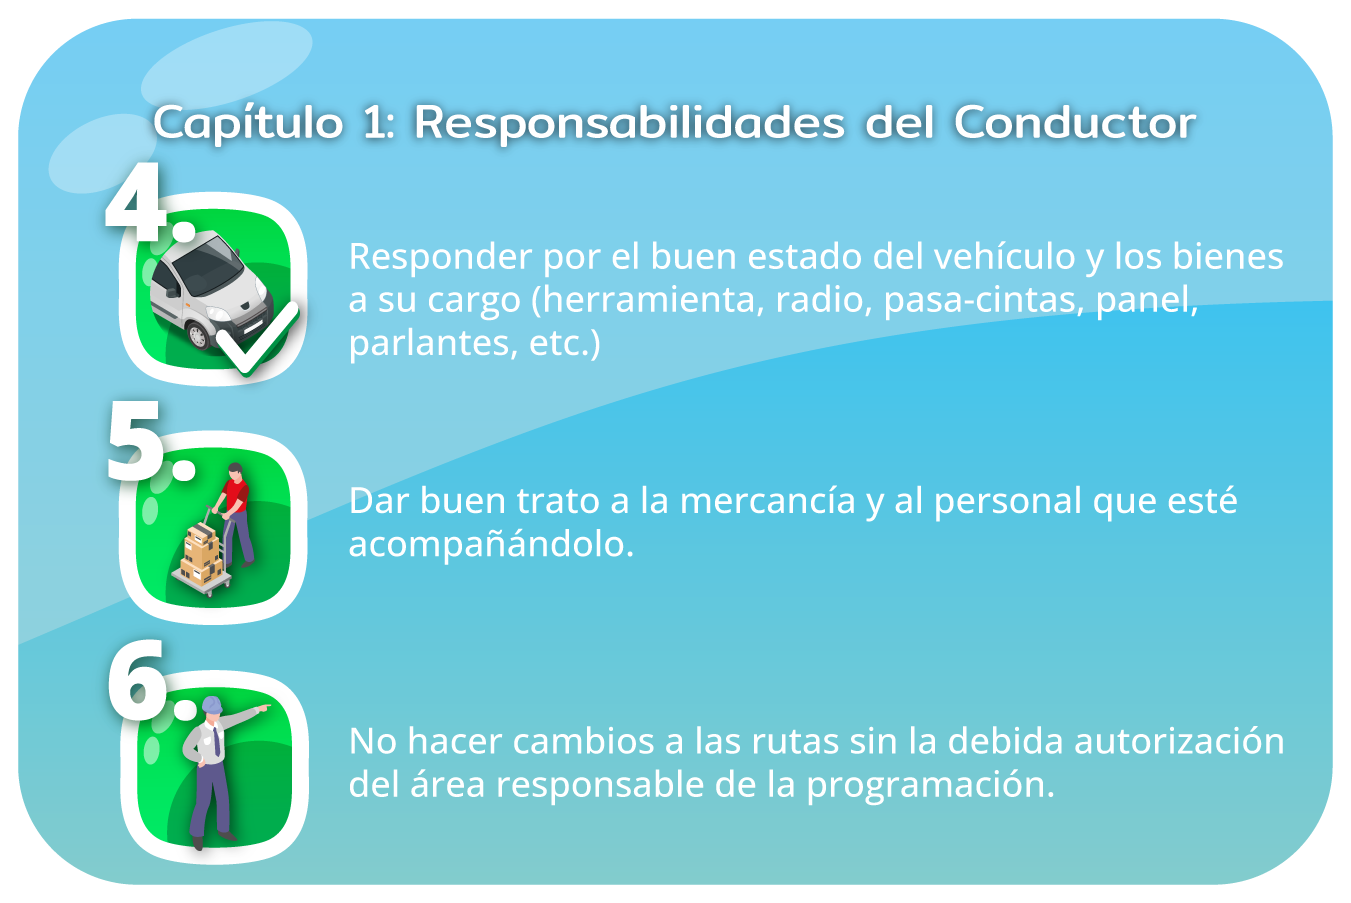 Capítulo 1: Responsabilidades del Conductor
4.
Responder por el buen estado del vehículo y los bienes
a su cargo (herramienta, radio, pasa-cintas, panel,
parlantes, etc.)
5.
Dar buen trato a la mercancía y al personal que esté
acompañándolo.
6.
No hacer cambios a las rutas sin la debida autorización
del área responsable de la programación.